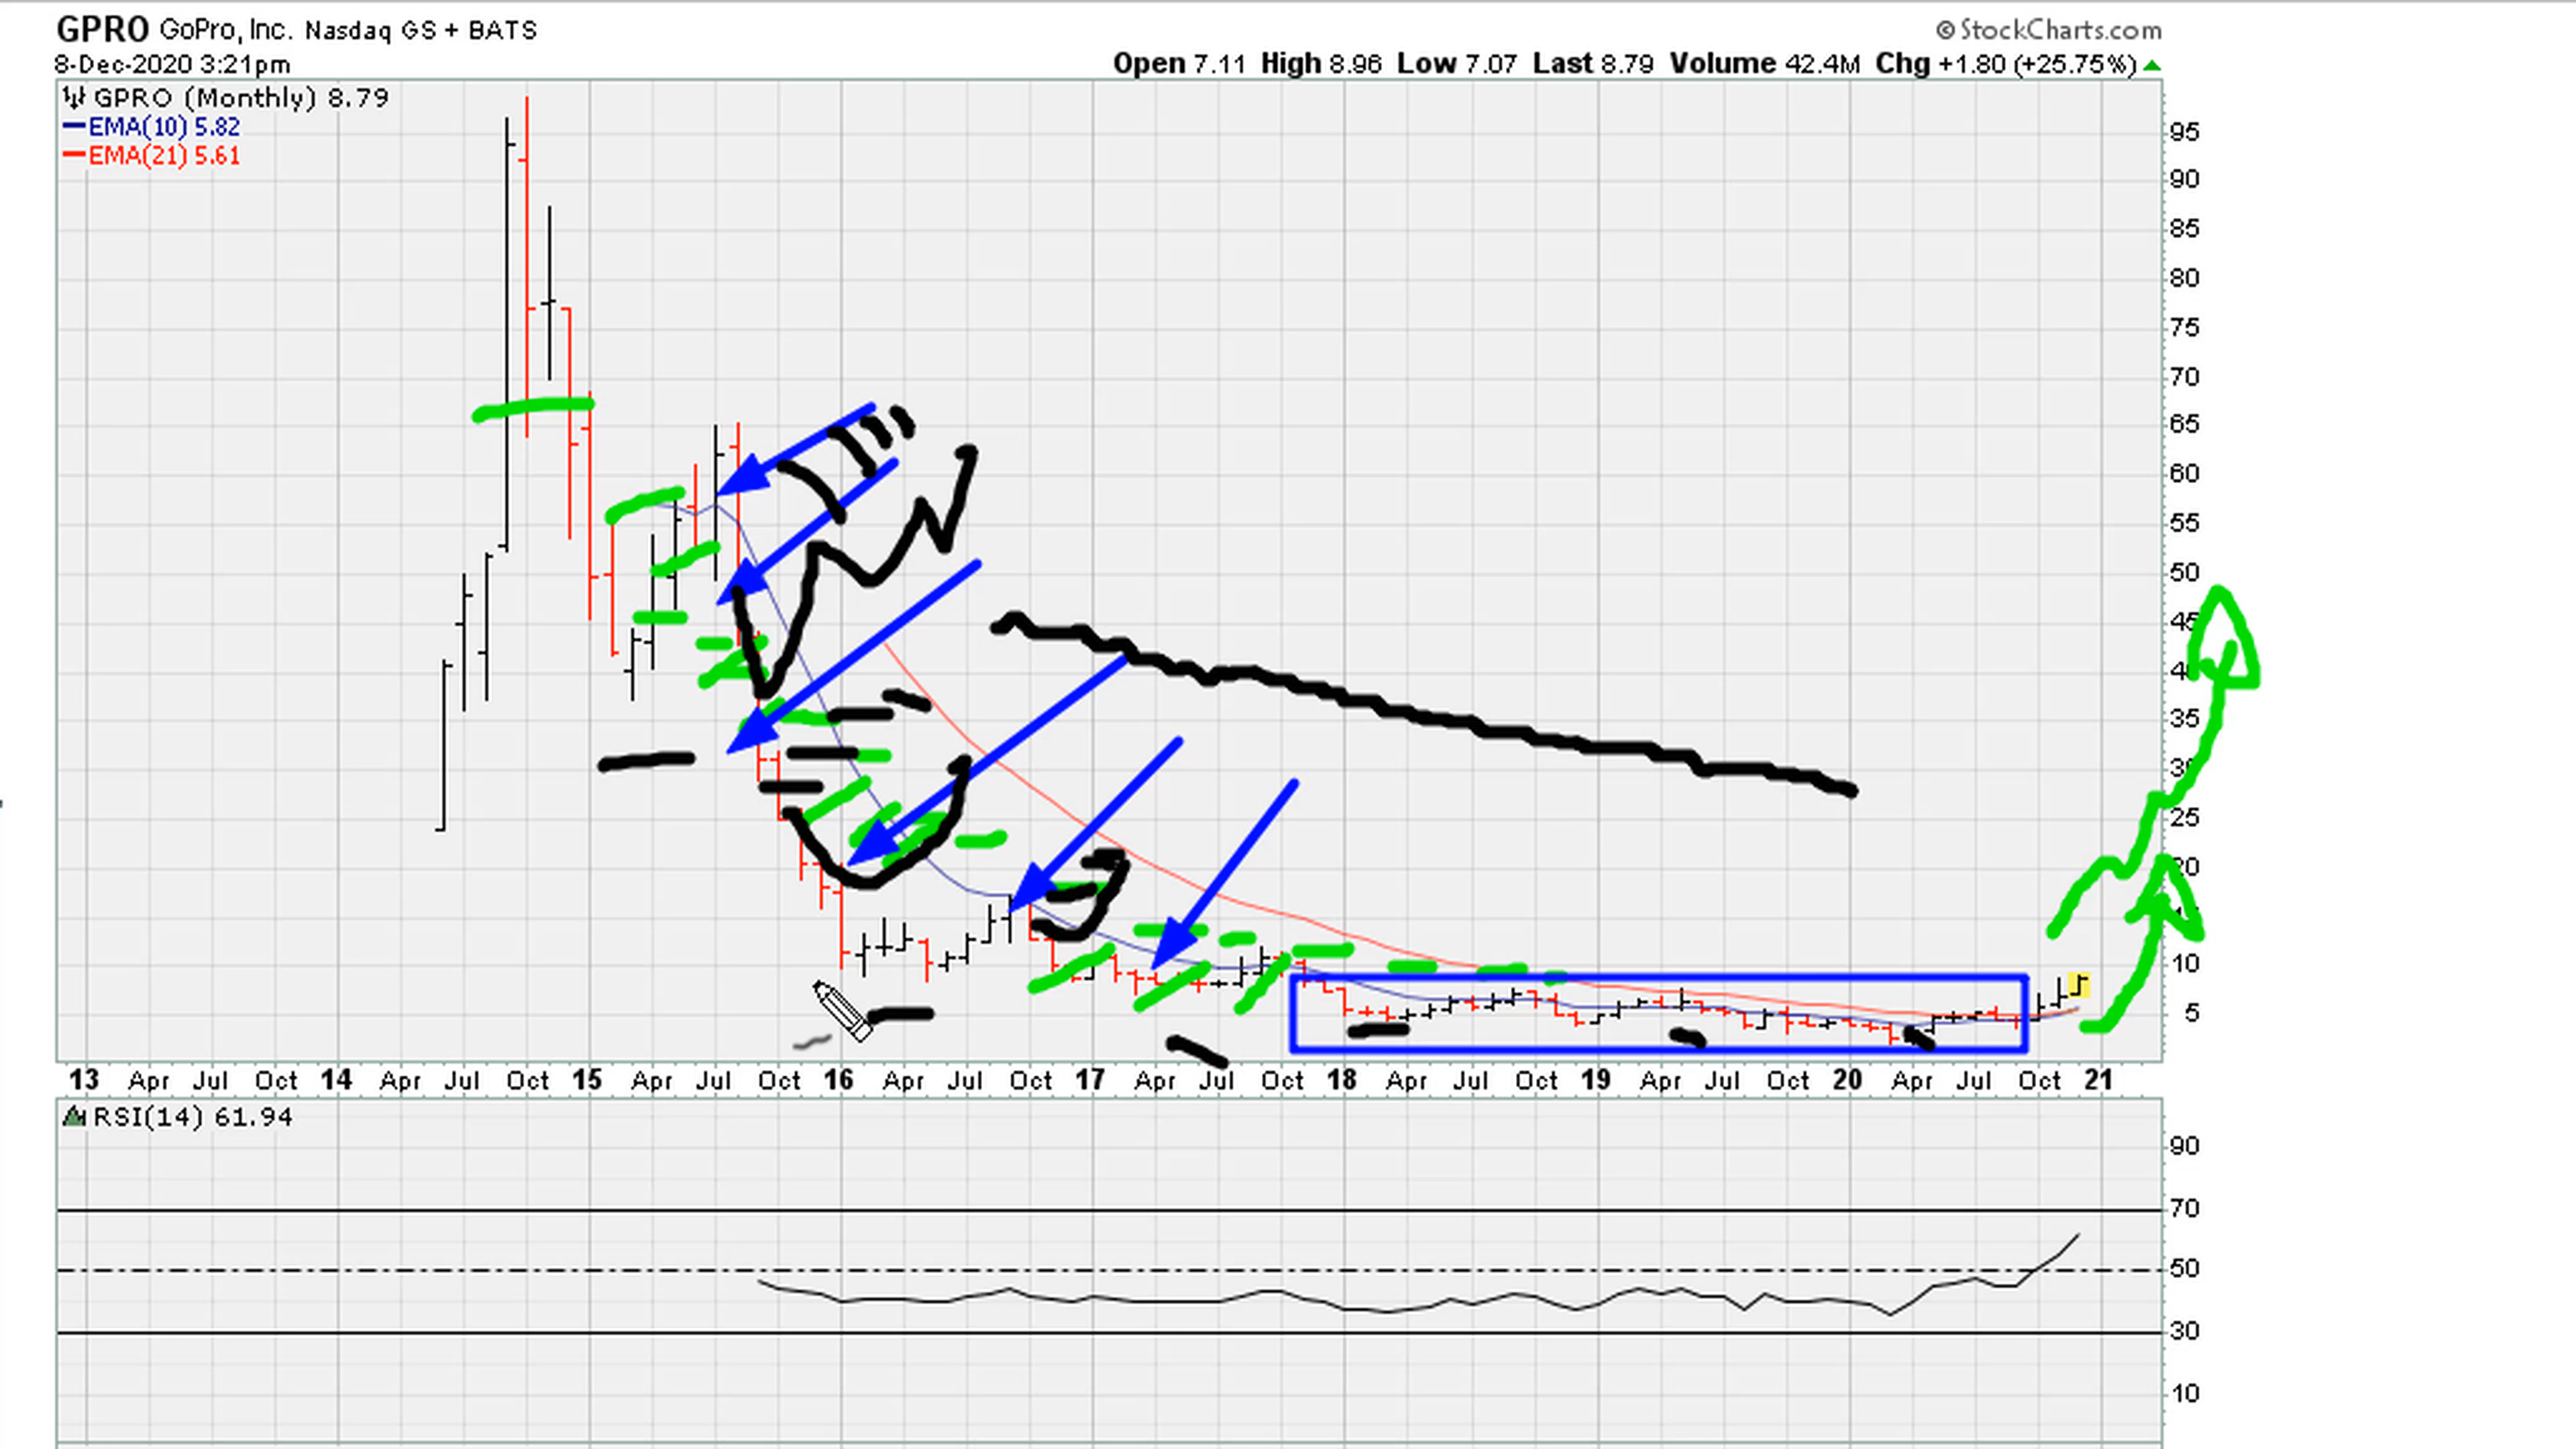 GPRO GoPro, Inc. Nasdaq GS + BATS
© StockCharts.com
8-Dec-2020 3:21pm
Open 7.11 High 8.96 Low 7.07 Last 8.79 Volume 42.4M Chg +1.80 (+25.75%)
GPRO (Monthly) 8.79
EMA(10) 5.82
EMA(21) 5.61
95
90
85
80
75
70
65
60
55
50
45
35
25
20
10
5
13 Apr Jul Oct 14 Apr Jul Oct 15 Apr Jul Oct 16 Apr Jul Oct 17 Apr Jul Oct 18 Apr Jul Oct 19 Apr Jul Oct 20 Apr Jul Oct 21
RSI(14) 61.94
90
70
50
30
10